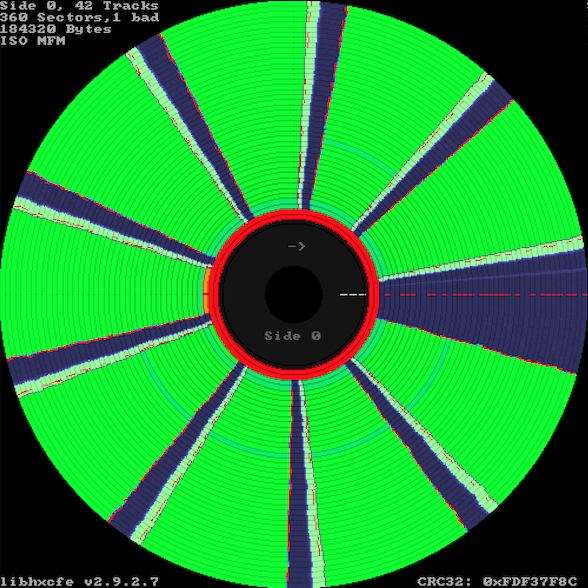 Side 0, 42 Tracks
360 Sectors,1 bad
184320 Bytes
ISO MFM
->
Side 0
libhxcfe v2.9.2.7
CRC32: 0xFDF37F8C